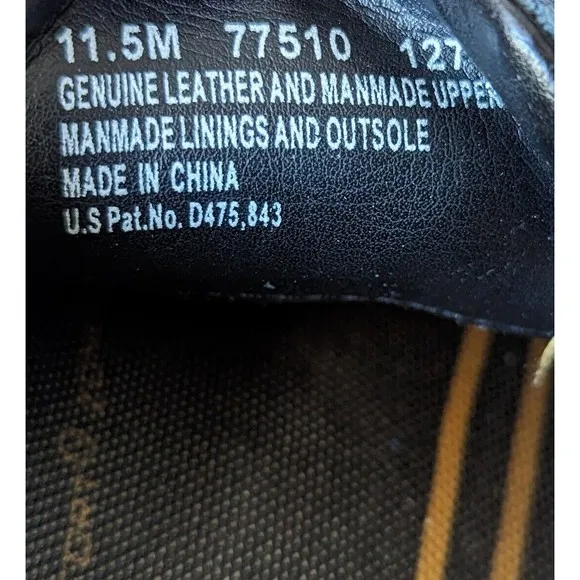 11.5M 77510 127
GENUINE LEATHER AND MANMADE UPPER
MANMADE LININGS AND OUTSOLE
MADE IN CHINA
U.S Pat.No. D475,843